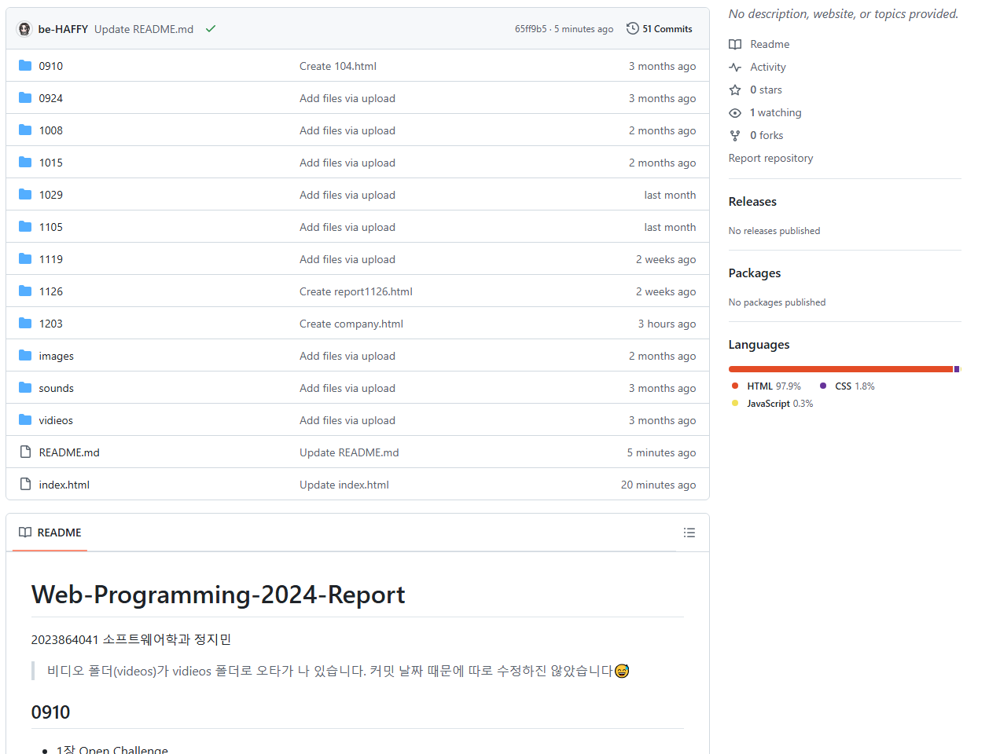 be-HAFFY Update README.md 65ff9b5 · 5 minutes ago 51 Commits
0910 Create 104.html 3 months ago
0924 Add files via upload 3 months ago
1008 Add files via upload 2 months ago
1015 Add files via upload 2 months ago
1029 Add files via upload last month
1105 Add files via upload last month
1119 Add files via upload 2 weeks ago
1126 Create report1126.html 2 weeks ago
1203 Create company.html 3 hours ago
images Add files via upload 2 months ago
sounds Add files via upload 3 months ago
vidieos Add files via upload 3 months ago
README.md Update README.md 5 minutes ago
index.html Update index.html 20 minutes ago
README
Web-Programming-2024-Report
2023864041 소프트웨어학과 정지민
비디오 폴더(videos)가 vidieos 폴더로 오타가 나 있습니다. 커밋 날짜 때문에 따로 수정하진 않았습니다😅
0910
• 1장 Open Challenge
No description, website, or topics provided.
Readme
Activity
0 stars
1 watching
0 forks
Report repository
Releases
No releases published
Packages
No packages published
Languages
HTML 97.9% CSS 1.8%
JavaScript 0.3%